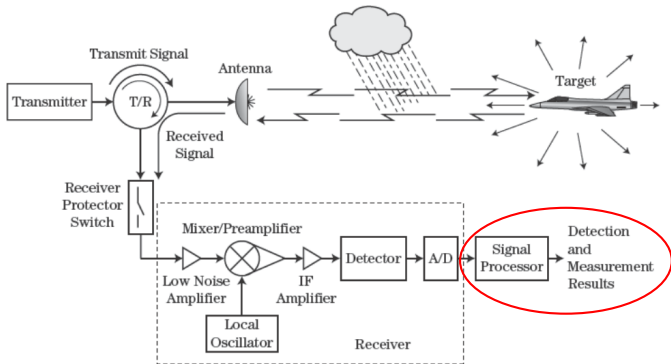 Transmit Signal
Antenna
Target
Transmitter
T/R
Received
Signal
Receiver
Protector
Switch
Mixer/Preamplifier
Low Noise
Amplifier
IF
Amplifier
Detector
A/D
Signal
Processor
Detection
and
Measurement
Results
Local
Oscillator
Receiver